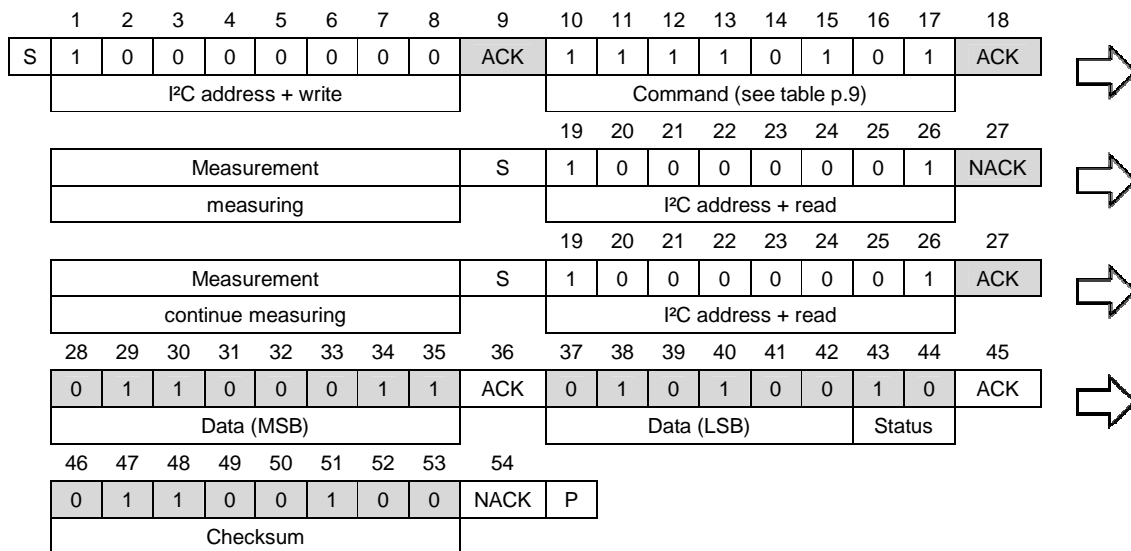 1 2 3 4 5 6 7 8 9 10 11 12 13 14 15 16 17 18
S 1 0 0 0 0 0 0 0 ACK 1 1 1 1 0 1 0 1 ACK
I²C address + write Command (see table p.9)
19 20 21 22 23 24 25 26 27
Measurement S 1 0 0 0 0 0 0 1 NACK
measuring I²C address + read
19 20 21 22 23 24 25 26 27
Measurement S 1 0 0 0 0 0 0 1 ACK
continue measuring I²C address + read
28 29 30 31 32 33 34 35 36 37 38 39 40 41 42 43 44 45
0 1 1 0 0 0 1 1 ACK 0 1 0 1 0 0 1 0 ACK
Data (MSB) Data (LSB) Status
46 47 48 49 50 51 52 53 54
0 1 1 0 0 1 0 0 NACK P
Checksum